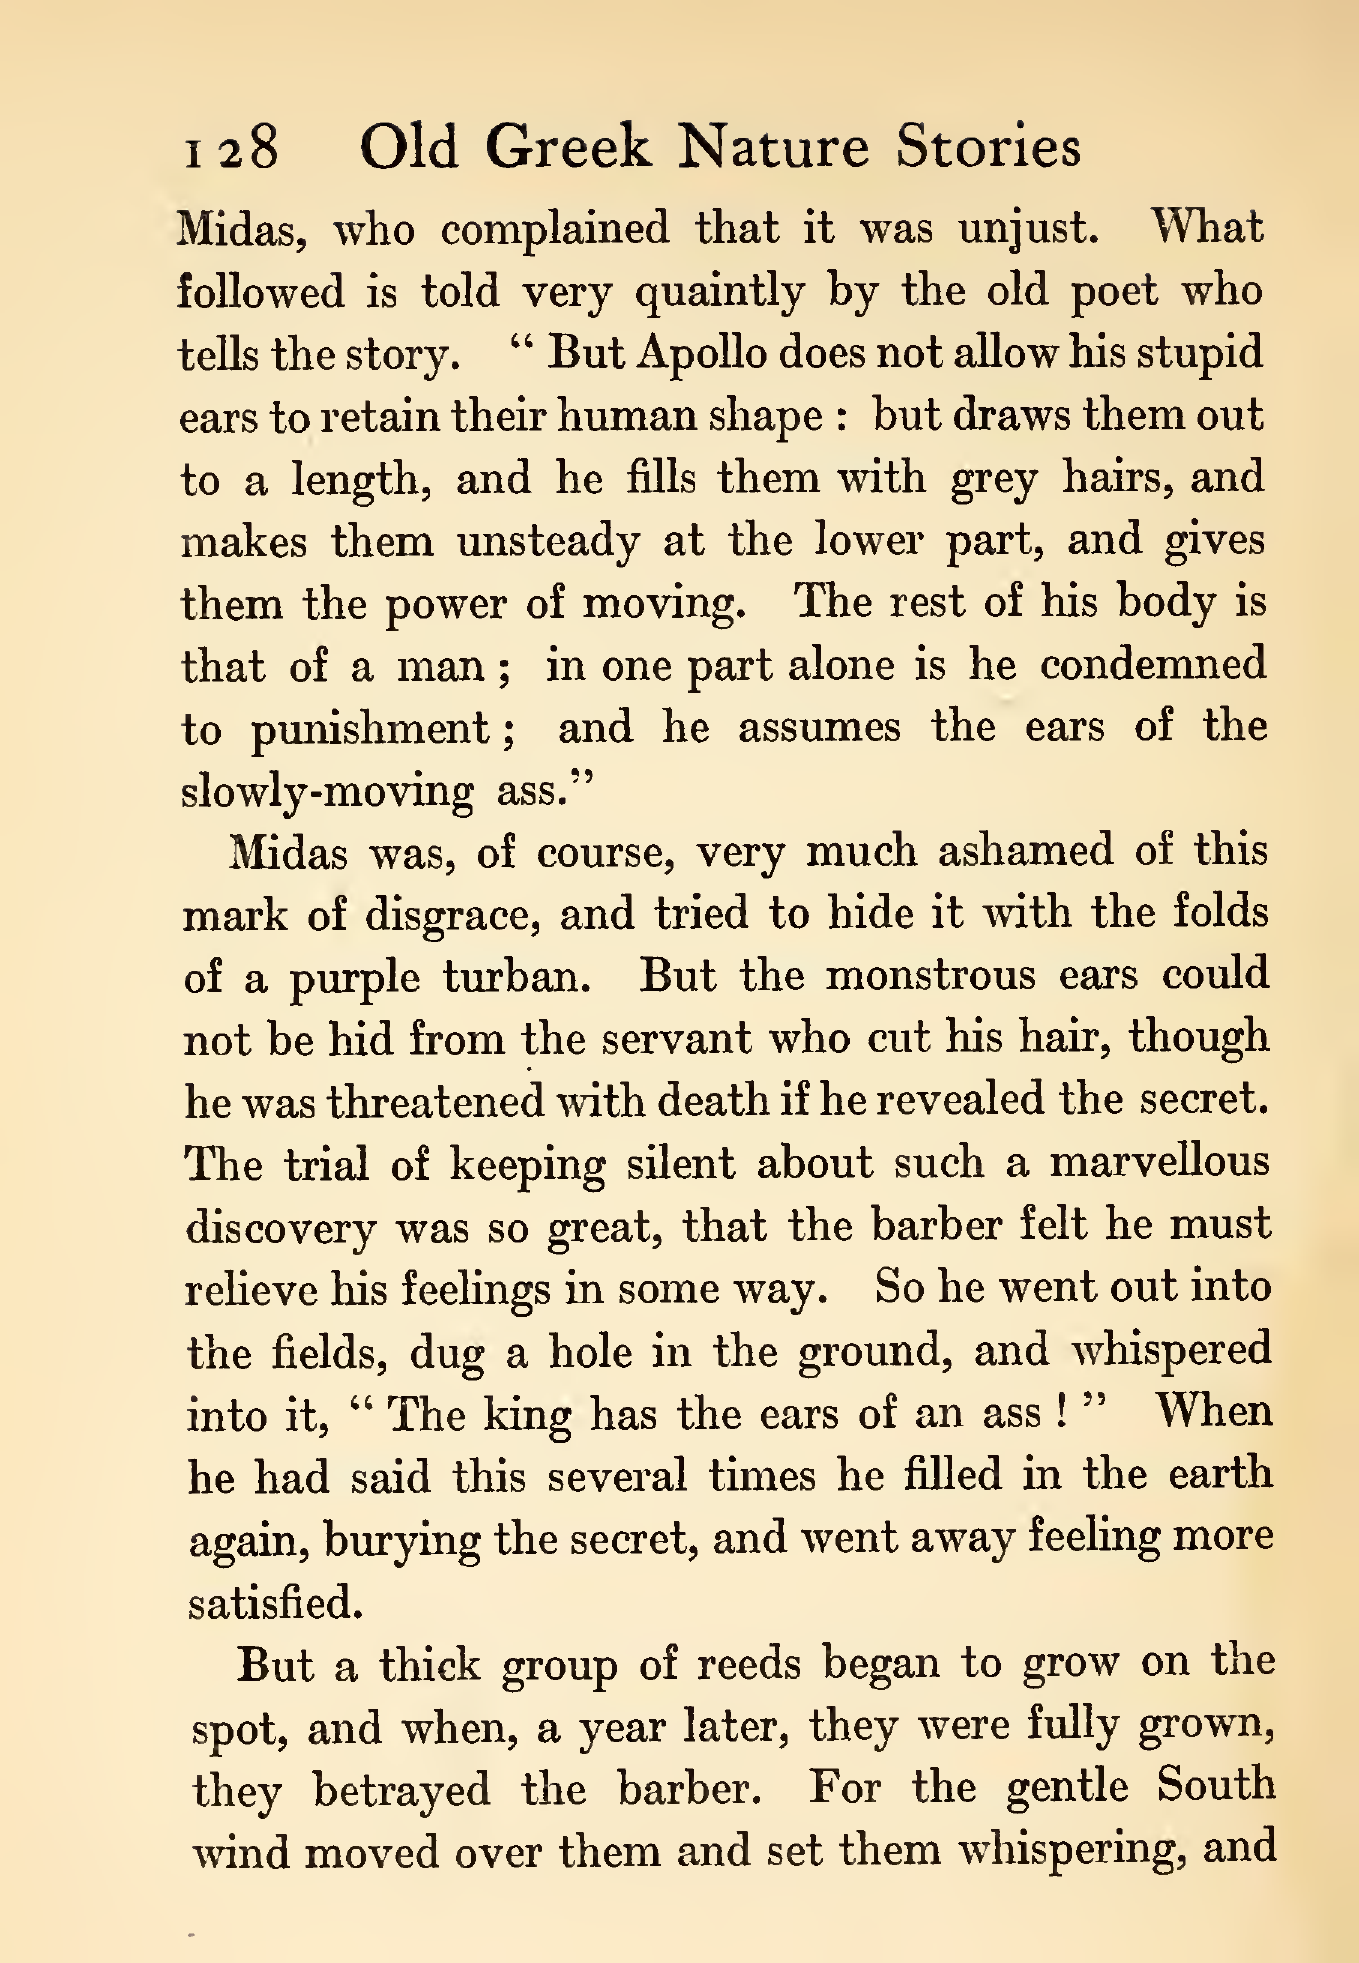 128 Old Greek Nature Stories
Midas, who complained that it was unjust. What
followed is told very quaintly by the old poet who
tells the story. “ But Apollo does not allow his stupid
ears to retain their human shape : but draws them out
to a length, and he fills them with grey hairs, and
makes them unsteady at the lower part, and gives
them the power of moving. The rest of his body is
that of a man ; in one part alone is he condemned
to punishment ; and he assumes the ears of the
slowly-moving ass.”
Midas was, of course, very much ashamed of this
mark of disgrace, and tried to hide it with the folds
of a purple turban. But the monstrous ears could
not be hid from the servant who cut his hair, though
he was threatened with death if he revealed the secret.
The trial of keeping silent about such a marvellous
discovery was so great, that the barber felt he must
relieve his feelings in some way. So he went out into
the fields, dug a hole in the ground, and whispered
into it, “ The king has the ears of an ass ! ” When
he had said this several times he filled in the earth
again, burying the secret, and went away feeling more
satisfied.
But a thick group of reeds began to grow on the
spot, and when, a year later, they were fully grown,
they betrayed the barber. For the gentle South
wind moved over them and set them whispering, and